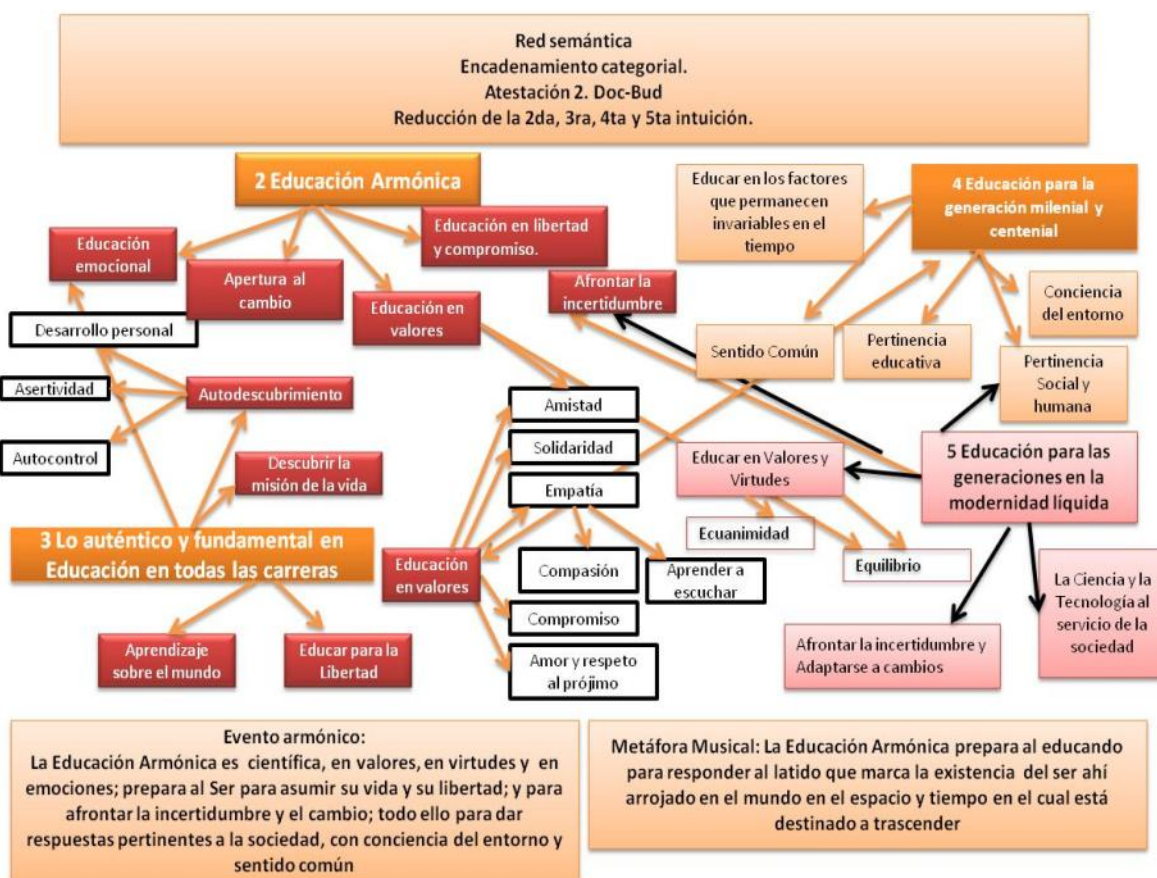 Red semántica
Encadenamiento categorial.
Atestación 2. Doc-Bud
Reducción de la 2da, 3ra, 4ta y 5ta intuición.
2 Educación Armónica
Educación
emocional
Apertura al
cambio
Educación en
valores
Educación en libertad
y compromiso.
Afrontar la
incertidumbre
Educar en los factores
que permanecen
invariables en el
tiempo
4 Educación para la
generación milenial y
centenial
Sentido Común
Pertinencia
educativa
Conciencia
del entorno
Pertinencia
Social y
humana
Desarrollo personal
Asertividad
Autocontrol
Autodescubrimiento
Descubrir la
misión de la vida
3 Lo auténtico y fundamental en
Educación en todas las carreras
Aprendizaje
sobre el mundo
Educar para la
Libertad
Educación
en valores
Amistad
Solidaridad
Empatía
Compasión
Aprender a
escuchar
Compromiso
Amor y respeto
al prójimo
Educar en Valores y
Virtudes
Ecuanimidad
Equilibrio
5 Educación para las
generaciones en la
modernidad líquida
Afrontar la incertidumbre y
Adaptarse a cambios
La Ciencia y la
Tecnología al
servicio de la
sociedad
Evento armónico:
La Educación Armónica es científica, en valores, en virtudes y en
emociones; prepara al Ser para asumir su vida y su libertad; y para
afrontar la incertidumbre y el cambio; todo ello para dar
respuestas pertinentes a la sociedad, con conciencia del entorno y
sentido común
Metáfora Musical: La Educación Armónica prepara al educando
para responder al latido que marca la existencia del ser ahí
arrojado en el mundo en el espacio y tiempo en el cual está
destinado a trascender